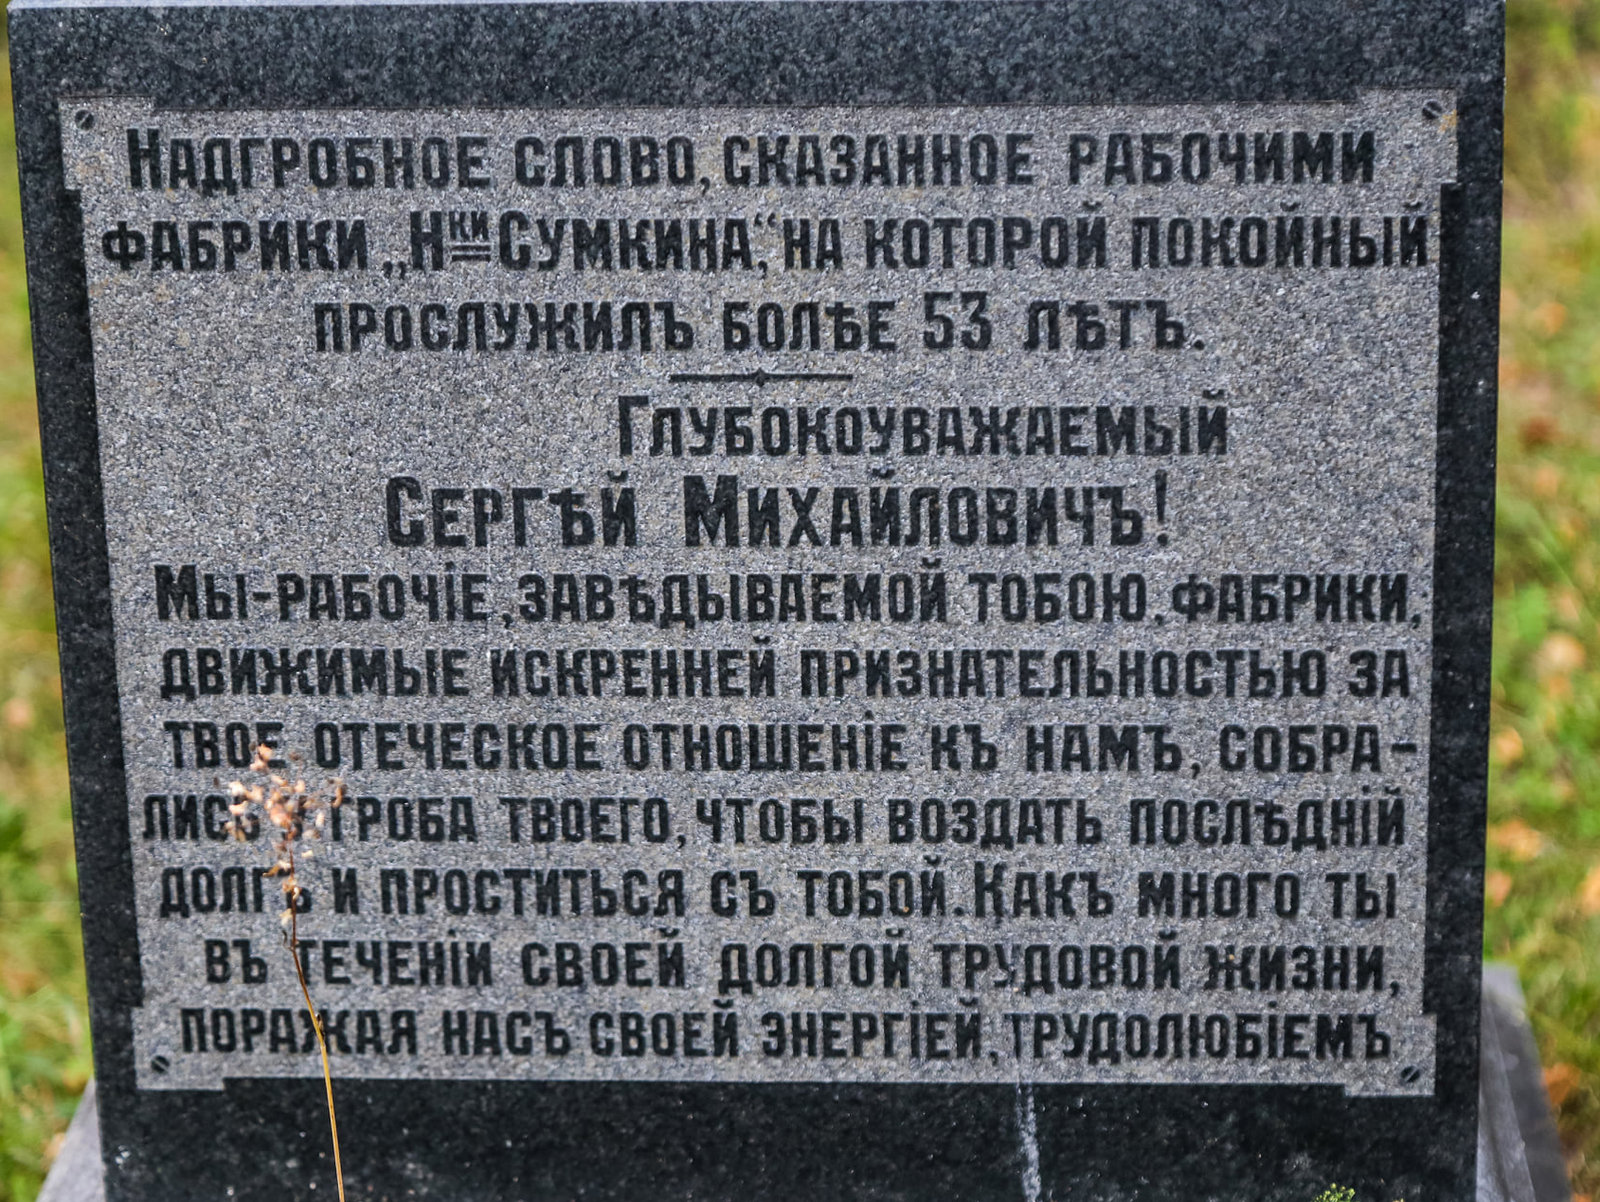 Надгробное слово, сказанное рабочими
фабрики „Нки Сумкина,“ на которой покойный
прослужилъ болѣе 53 лѣтъ.
Глубокоуважаемый
Сергѣй Михайловичъ!
Мы-рабочіе, завѣдываемой тобою, фабрики,
движимые искренней признательностью за
твое отеческое отношеніе къ намъ, собра-
лись гроба твоего, чтобы воздать послѣдній
долгъ и проститься съ тобой. Какъ много ты
въ теченіи своей долгой трудовой жизни,
поражая насъ своей энергіей, трудолюбіемъ